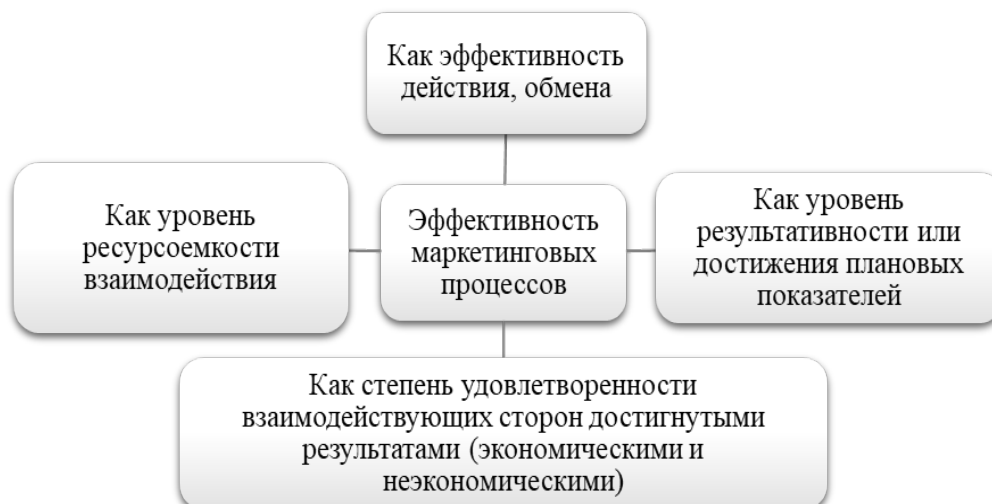 Как эффективность
действия, обмена
Как уровень
ресурсоемкости
взаимодействия
Эффективность
маркетинговых
процессов
Как уровень
результативности или
достижения плановых
показателей
Как степень удовлетворенности
взаимодействующих сторон достигнутыми
результатами (экономическими и
неэкономическими)